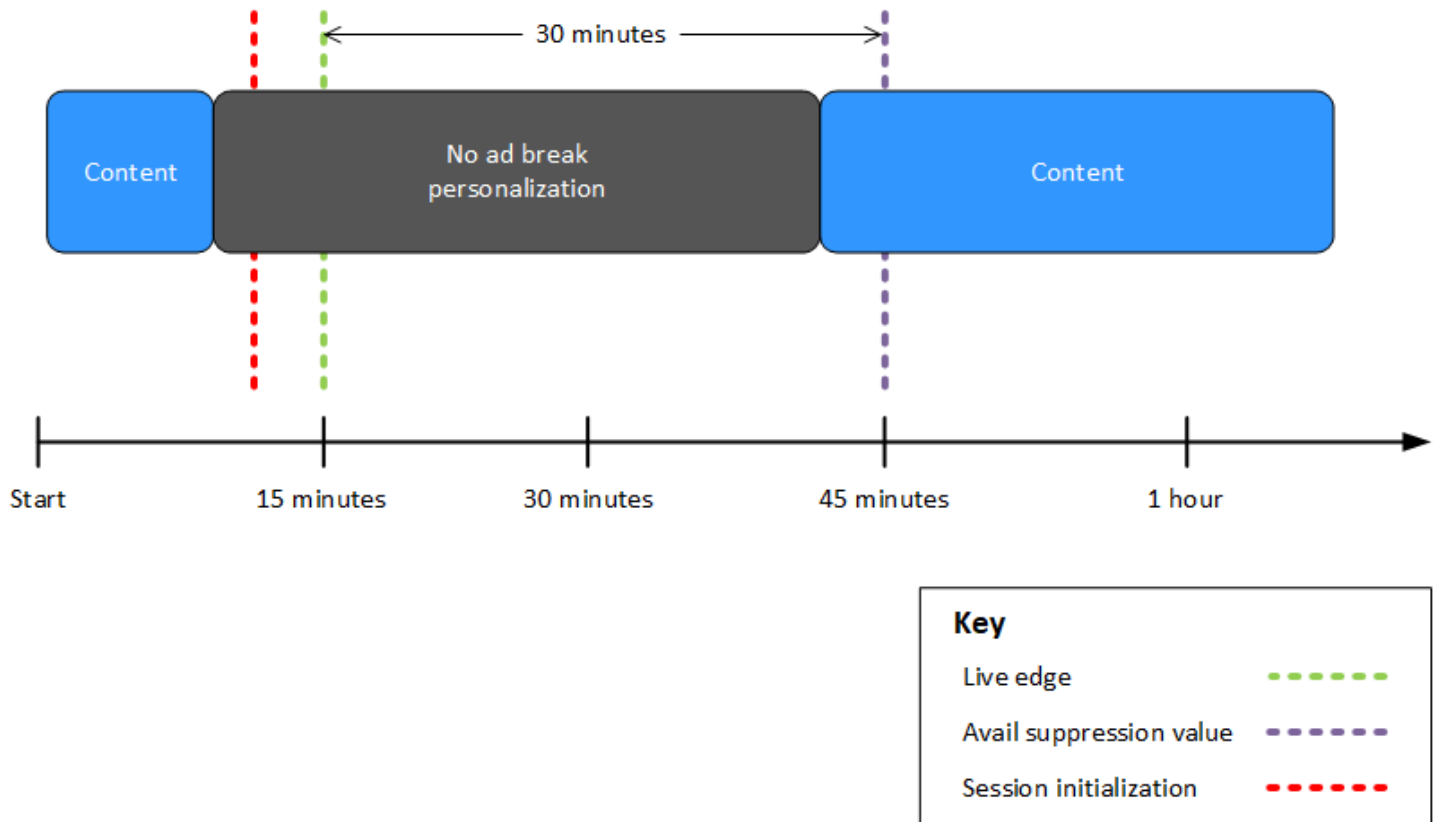 30 minutes
Content
No ad break
personalization
Content
Start
15 minutes
30 minutes
45 minutes
1 hour
Key
Live edge
Avail suppression value
Session initialization